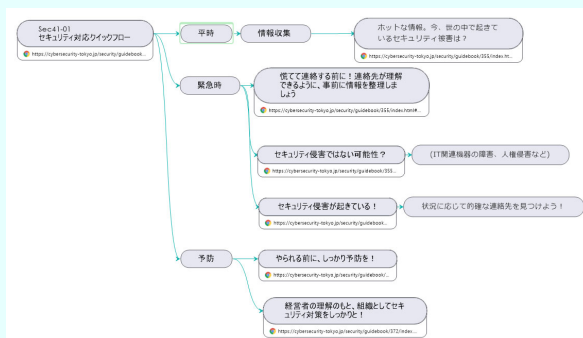 Sec41-01
セキュリティ対応クイックフロー
https://cybersecurity-tokyo.jp/security/guidebook/...
平時
情報収集
ホットな情報。今、世の中で起きて
いるセキュリティ被害は？
https://cybersecurity-tokyo.jp/security/guidebook/355/index.ht...
緊急時
慌てて連絡する前に！連絡先が理解
できるように、事前に情報を整理しま
しょう
https://cybersecurity-tokyo.jp/security/guidebook/355/index.html#...
セキュリティ侵害ではない可能性？
https://cybersecurity-tokyo.jp/security/guidebook/355...
(IT関連機器の障害、人権侵害など)
セキュリティ侵害が起きている！
https://cybersecurity-tokyo.jp/security/guidebook/...
状況に応じて的確な連絡先を見つけよう！
予防
やられる前に、しっかり予防を！
https://cybersecurity-tokyo.jp/security/guidebook/...
経営者の理解のもと、組織としてセキ
ュリティ対策をしっかりと！
https://cybersecurity-tokyo.jp/security/guidebook/372/index...